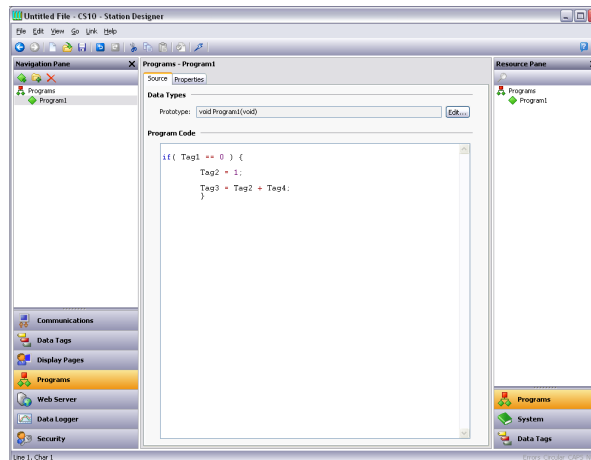 Untitled File - CS10 - Station Designer
File Edit View Go Link Help
Navigation Pane
Programs
Program1
Communications
Data Tags
Display Pages
Programs
Web Server
Data Logger
Security
Programs - Program1
Source Properties
Data Types
Prototype: void Program1(void) Edit...
Program Code
if( Tag1 == 0 ) {
Tag2 = 1;
Tag3 = Tag2 + Tag4;
}
Resource Pane
Programs
Program1
Programs
System
Data Tags
Line 1, Char 1